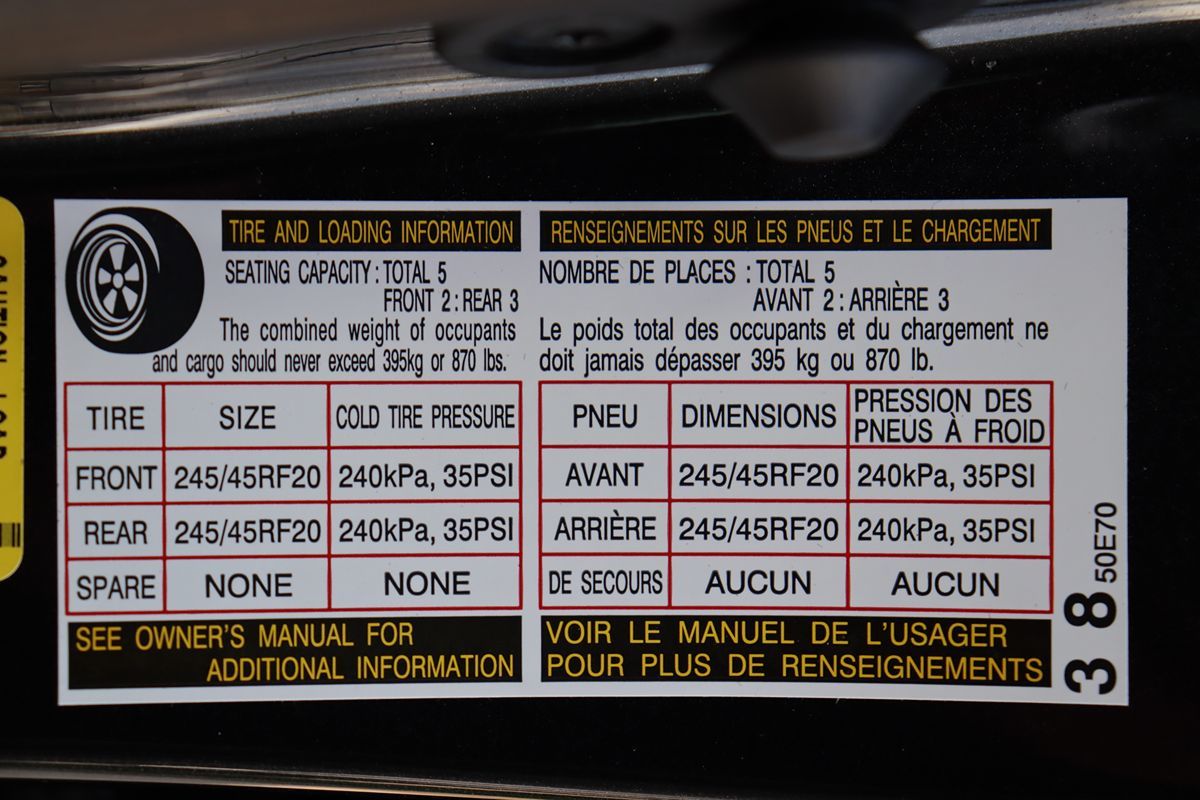 TIRE AND LOADING INFORMATION
SEATING CAPACITY : TOTAL 5
FRONT 2 : REAR 3
The combined weight of occupants
and cargo should never exceed 395kg or 870 lbs.
TIRE SIZE COLD TIRE PRESSURE
FRONT 245/45RF20 240kPa, 35PSI
REAR 245/45RF20 240kPa, 35PSI
SPARE NONE NONE
SEE OWNER'S MANUAL FOR
ADDITIONAL INFORMATION
RENSEIGNEMENTS SUR LES PNEUS ET LE CHARGEMENT
NOMBRE DE PLACES : TOTAL 5
AVANT 2 : ARRIÈRE 3
Le poids total des occupants et du chargement ne
doit jamais dépasser 395 kg ou 870 lb.
PNEU DIMENSIONS PRESSION DES PNEUS À FROID
AVANT 245/45RF20 240kPa, 35PSI
ARRIÈRE 245/45RF20 240kPa, 35PSI
DE SECOURS AUCUN AUCUN
VOIR LE MANUEL DE L'USAGER
POUR PLUS DE RENSEIGNEMENTS
3 8 50E70